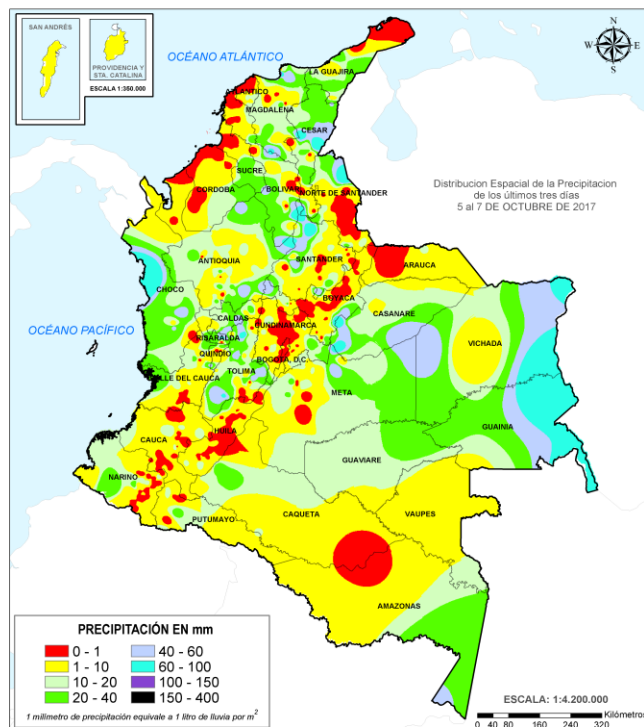 SAN ANDRÉS
PROVIDENCIA Y
STA. CATALINA
ESCALA 1:350.000
OCÉANO ATLÁNTICO
N
W E
S
LA GUAJIRA
ATLANTICO
MAGDALENA
CESAR
SUCRE
CORDOBA
BOLIVAR
NORTE DE SANTANDER
Distribucion Espacial de la Precipitacion
de los últimos tres días
5 al 7 DE OCTUBRE DE 2017
ANTIOQUIA
SANTANDER
ARAUCA
CHOCO
BOYACA
CASANARE
OCÉANO PACÍFICO
CALDAS
CUNDINAMARCA
RISARALDA
VICHADA
QUINDIO
BOGOTA, D.C.
VALLE DEL CAUCA
TOLIMA
META
GUAINIA
CAUCA
HUILA
GUAVIARE
NARIÑO
PUTUMAYO
CAQUETA
VAUPES
AMAZONAS
PRECIPITACIÓN EN mm
0 - 1
1 - 10
10 - 20
20 - 40
40 - 60
60 - 100
100 - 150
150 - 400
1 milímetro de precipitación equivale a 1 litro de lluvia por m2
ESCALA: 1:4.200.000
Kilómetros
0 40 80 160 240 320